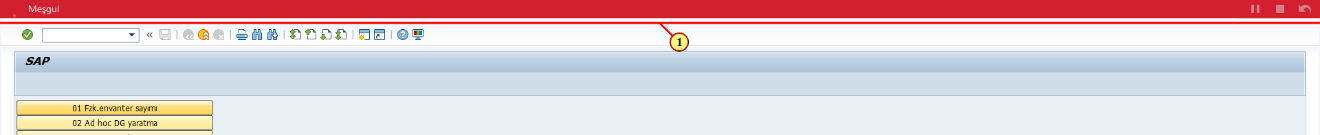 Meşgul
1
SAP
01 Fzk.envanter sayımı
02 Ad hoc DG yaratma